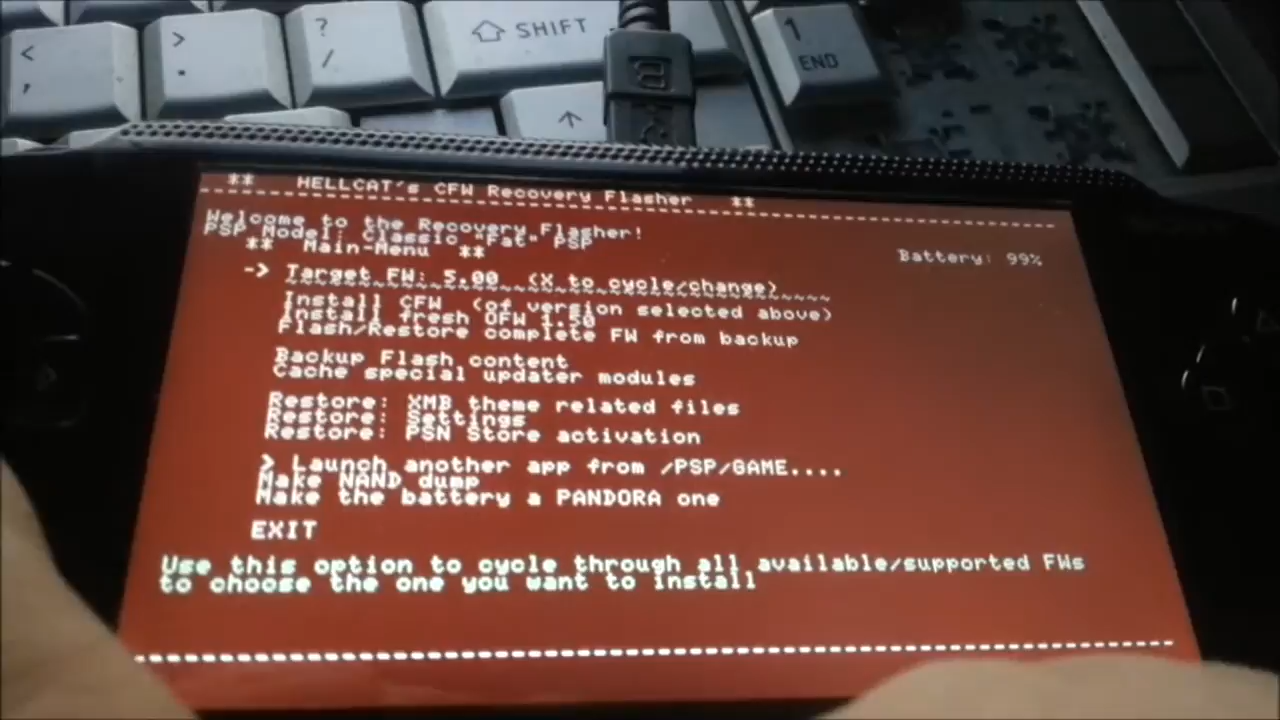 <
,
>
.
?
/
SHIFT
1
END
** HELLCAT's CFW Recovery Flasher **
Welcome to the Recovery Flasher!
PSP Model: Classic "Fat" PSP
** Main-Menu **
Battery: 99%
-> Target FW: 5.00 (X to cycle/change)
~~~~~~~~~~~~~~~~~~~~~~~~~~~~~~~~~~~~~~
Install CFW (of version selected above)
Install fresh OFW 1.50
Flash/Restore complete FW from backup
Backup Flash content
Cache special updater modules
Restore: XMB theme related files
Restore: Settings
Restore: PSN Store activation
> Launch another app from /PSP/GAME....
Make NAND dump
Make the battery a PANDORA one
EXIT
Use this option to cycle through all available/supported FWs
to choose the one you want to install